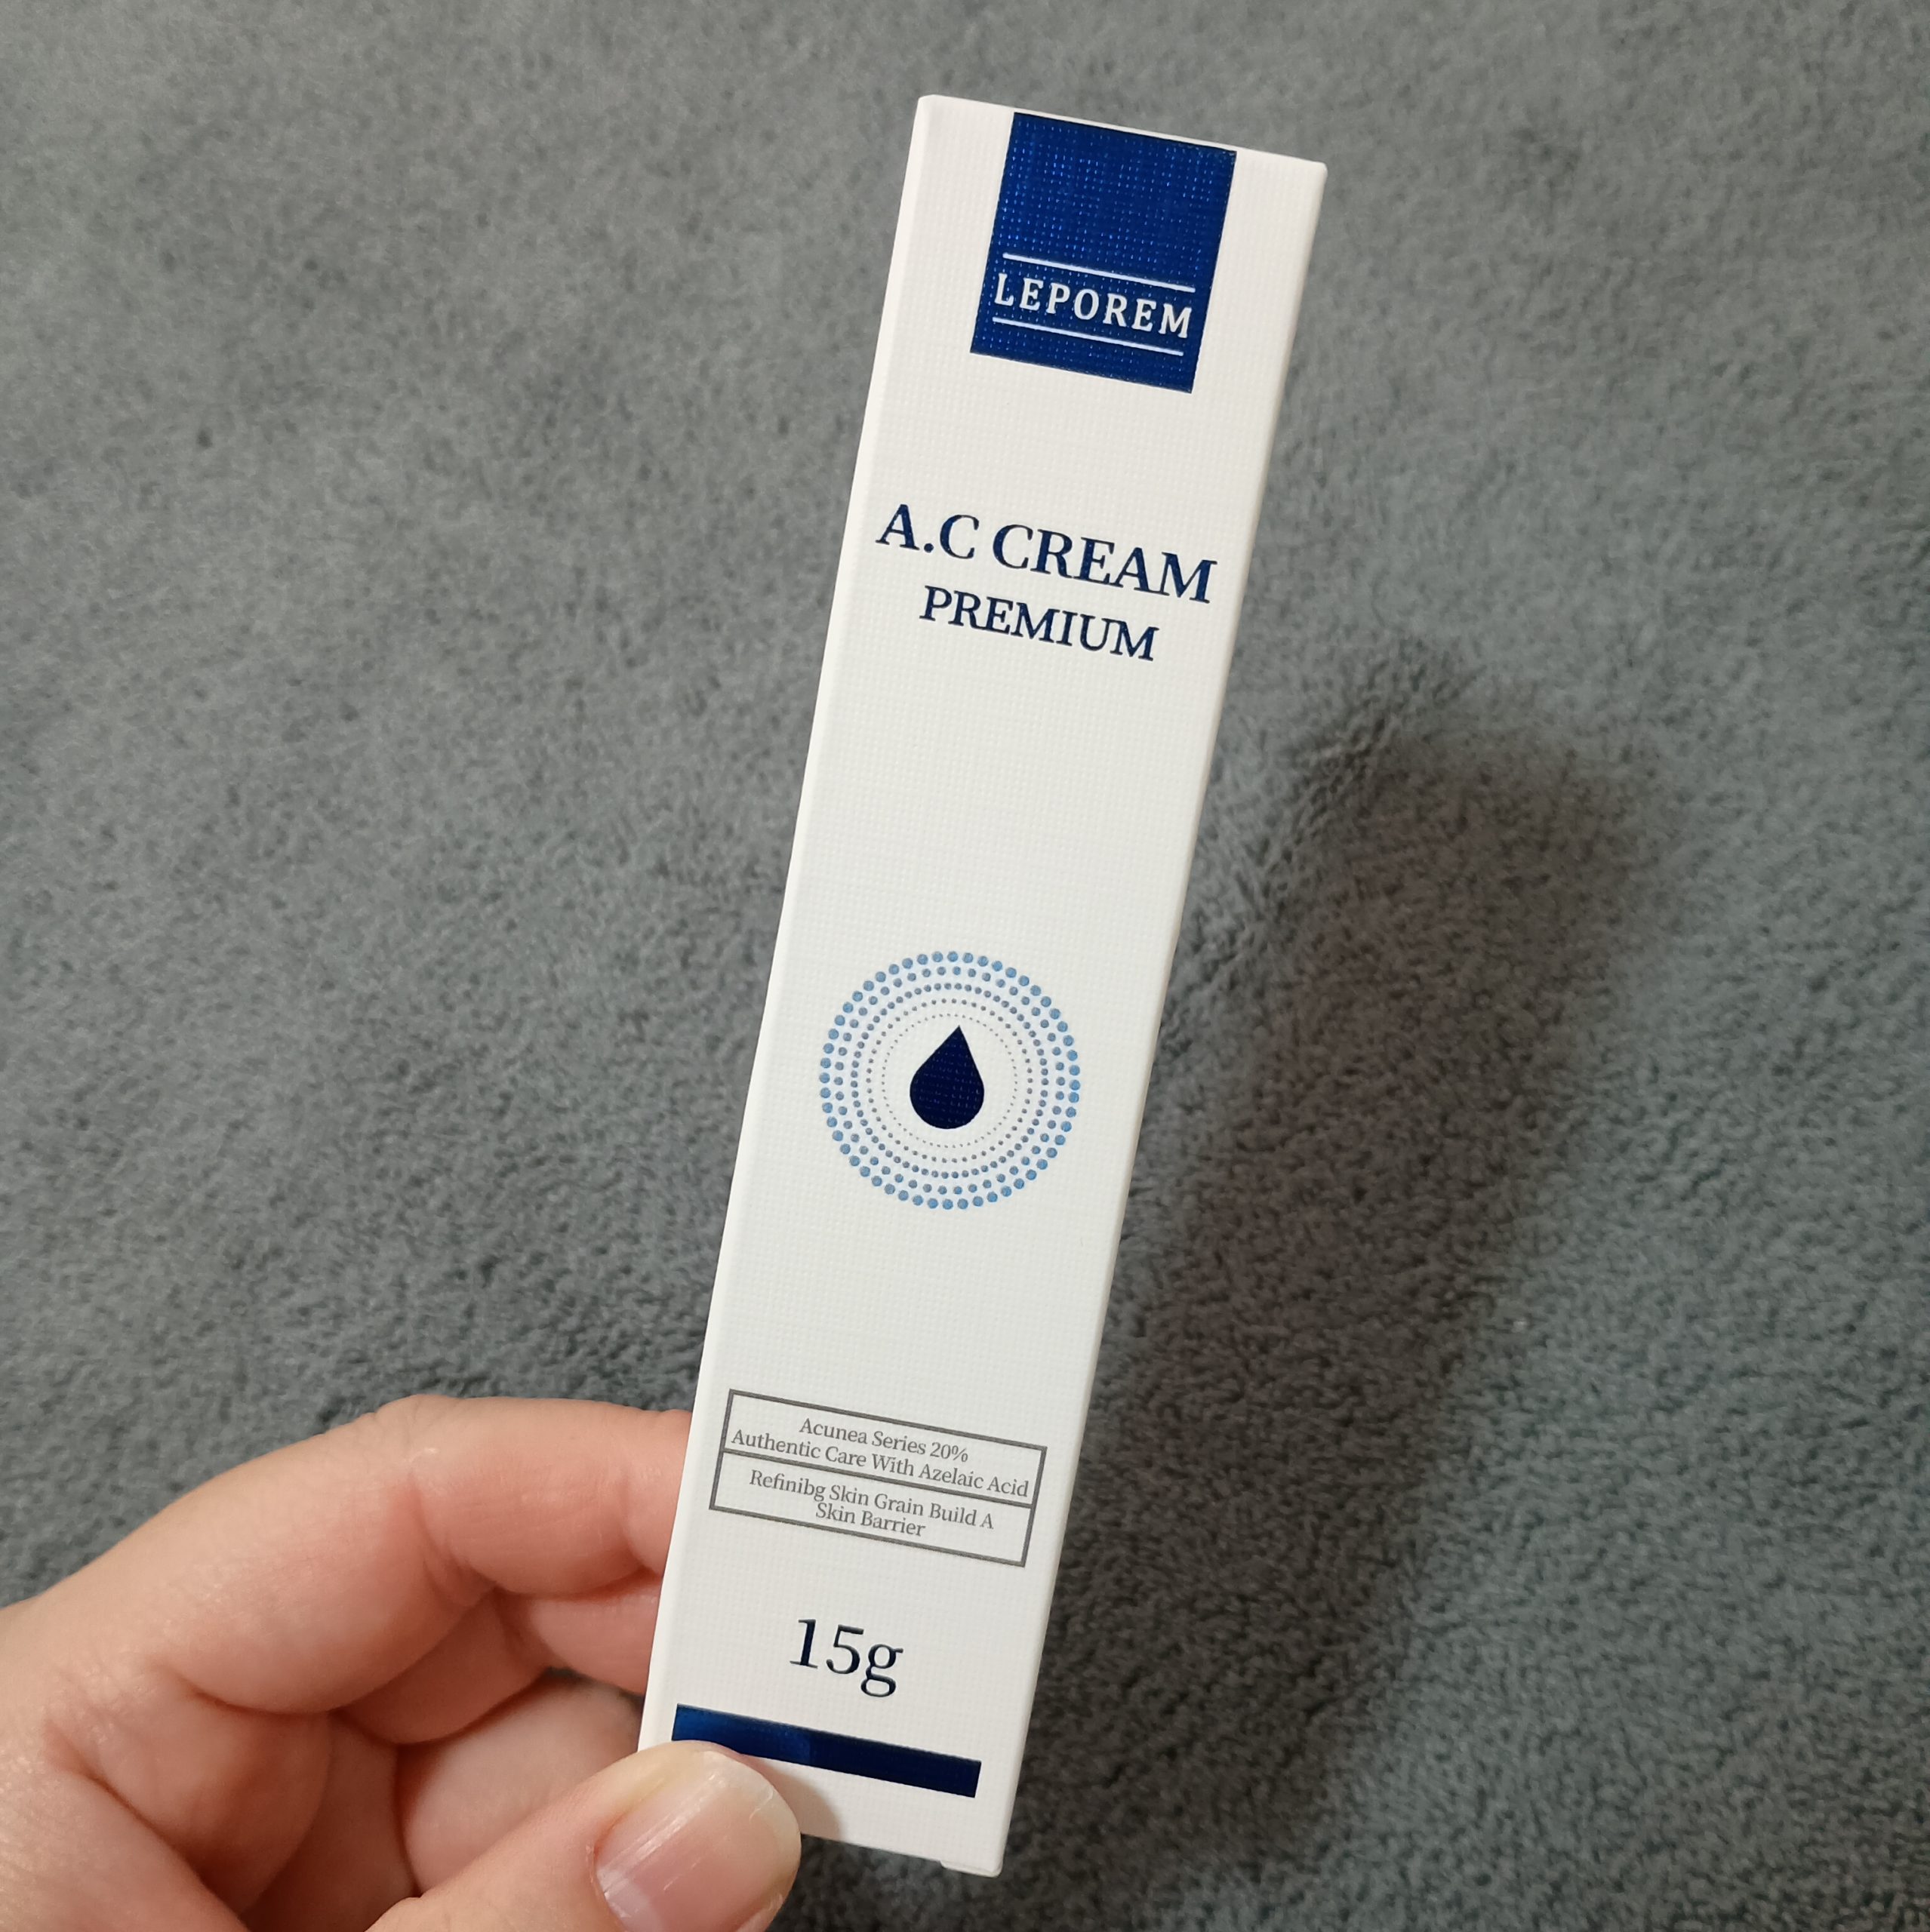 LEPOREM
A.C CREAM
PREMIUM
Acunea Series 20%
Authentic Care With Azelaic Acid
Refinibg Skin Grain Build A
Skin Barrier
15g